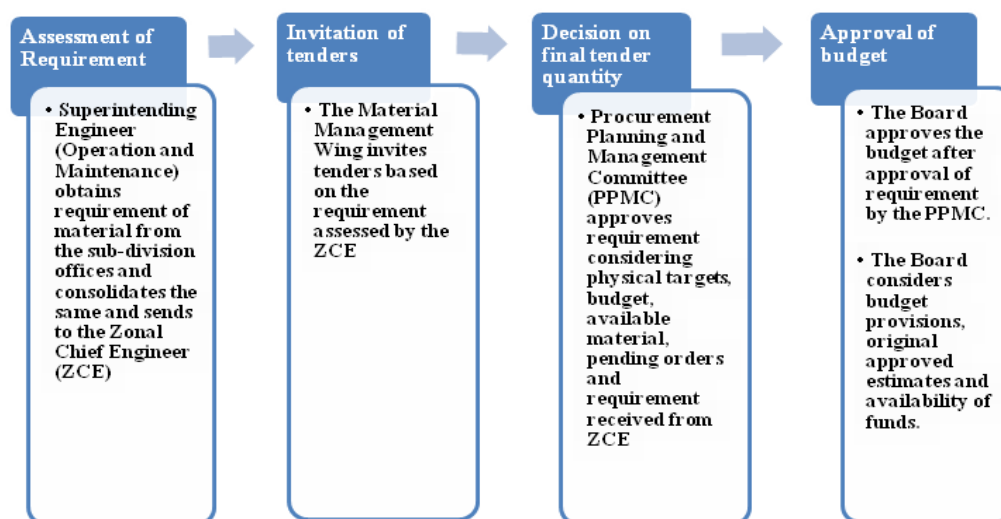 Assessment of
Requirement
• Superintending
Engineer
(Operation and
Maintenance)
obtains
requirement of
material from
the sub-division
offices and
consolidates the
same and sends
to the Zonal
Chief Engineer
(ZCE)
Invitation of
tenders
• The Material
Management
Wing invites
tenders based on
the
requirement
assessed by the
ZCE
Decision on
final tender
quantity
• Procurement
Planning and
Management
Committee
(PPMC)
approves
requirement
considering
physical targets,
budget,
available
material,
pending orders
and
requirement
received from
ZCE
Approval of
budget
• The Board
approves the
budget after
approval of
requirement
by the PPMC.
• The Board
considers
budget
provisions,
original
approved
estimates and
availability of
funds.